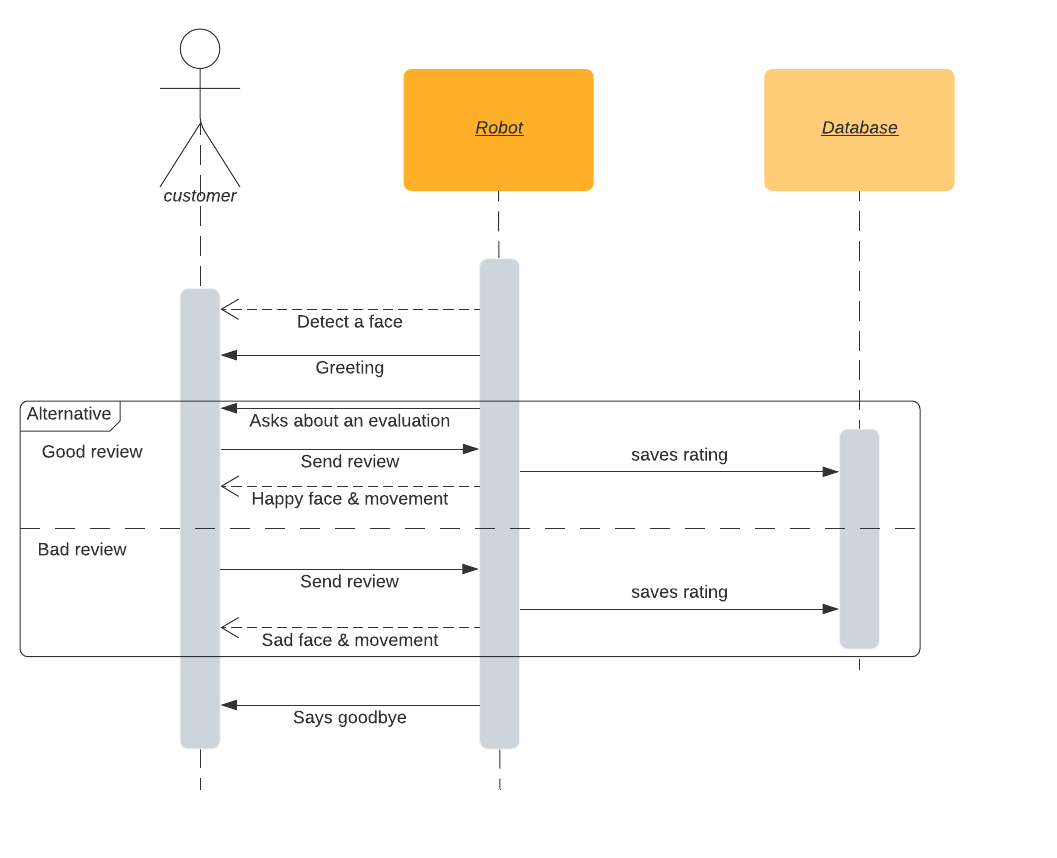 customer
Robot
Database
Detect a face
Greeting
Alternative
Asks about an evaluation
Good review
Send review
saves rating
Happy face & movement
Bad review
Send review
saves rating
Sad face & movement
Says goodbye